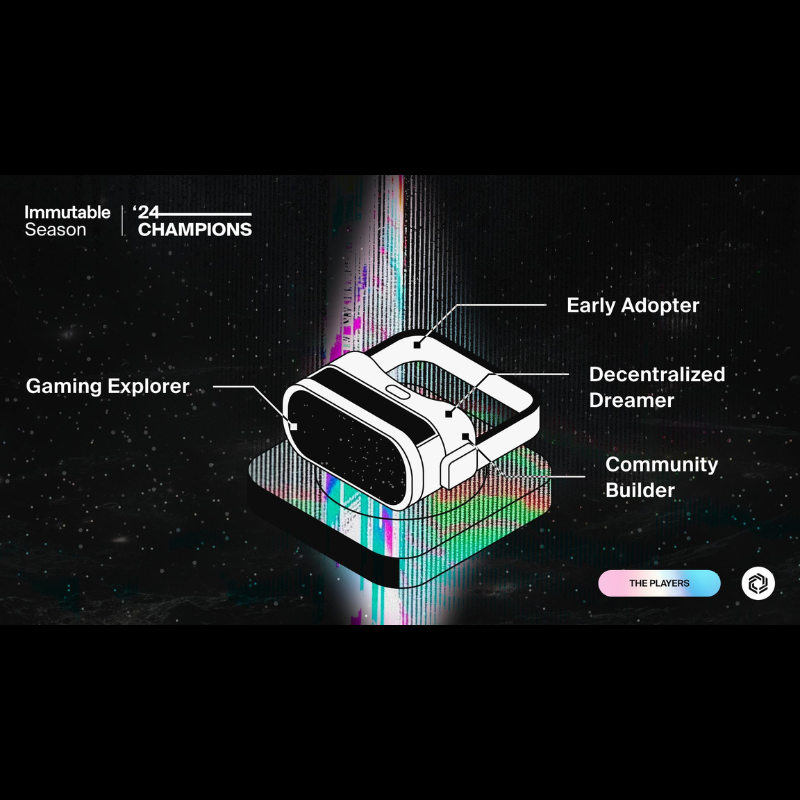 Immutable
Season
‘24
CHAMPIONS
Early Adopter
Gaming Explorer
Decentralized
Dreamer
Community
Builder
THE PLAYERS